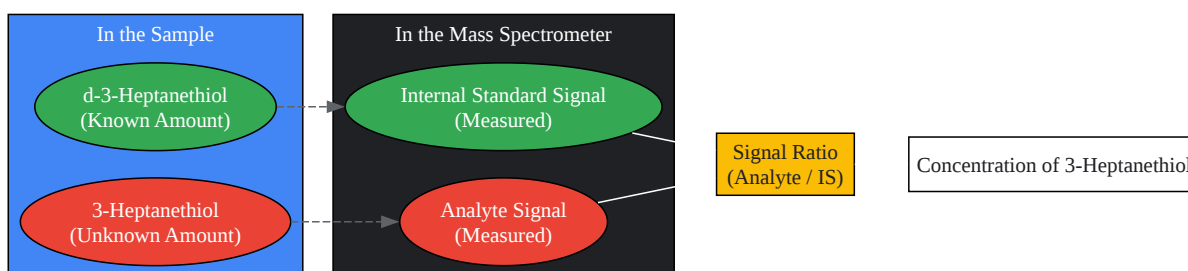 In the Sample
In the Mass Spectrometer
d-3-Heptanethiol
(Known Amount)
Internal Standard Signal
(Measured)
Signal Ratio
(Analyte / IS)
Concentration of 3-Heptanethiol
3-Heptanethiol
(Unknown Amount)
Analyte Signal
(Measured)